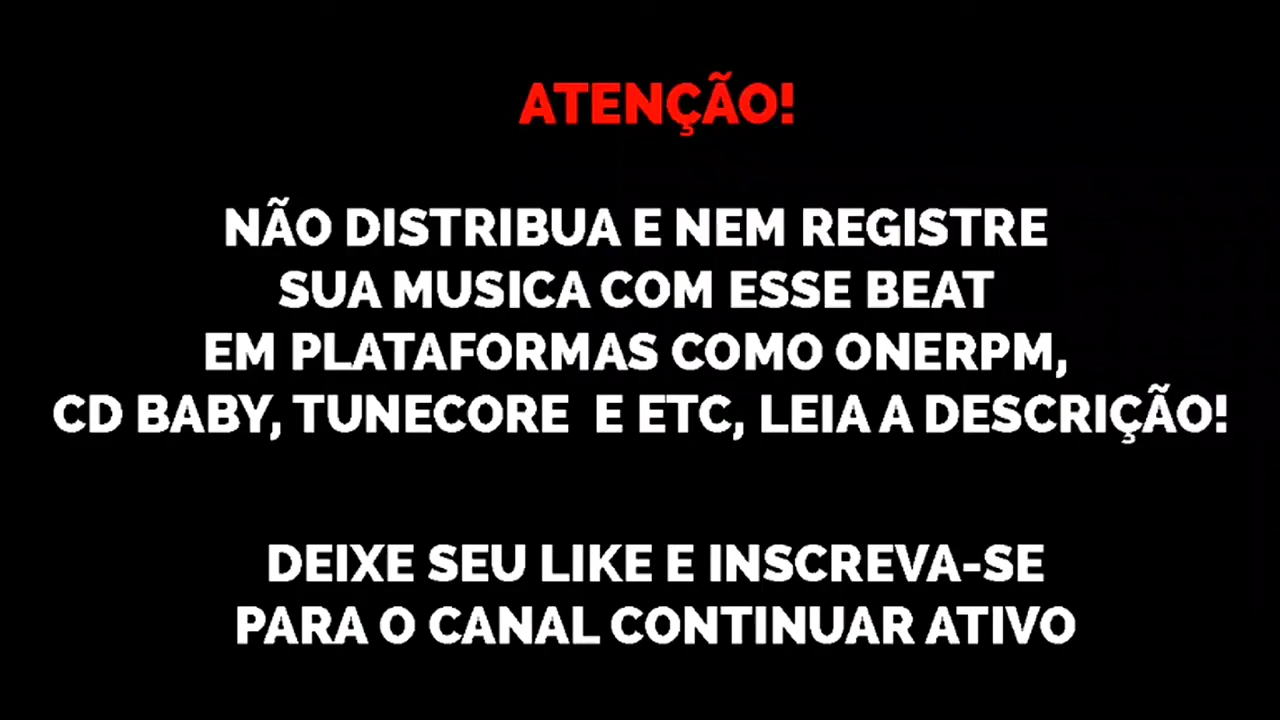 ATENÇÃO!
NÃO DISTRIBUA E NEM REGISTRE
SUA MUSICA COM ESSE BEAT
EM PLATAFORMAS COMO ONERPM,
CD BABY, TUNECORE  E ETC, LEIA A DESCRIÇÃO!
DEIXE SEU LIKE E INSCREVA-SE
PARA O CANAL CONTINUAR ATIVO